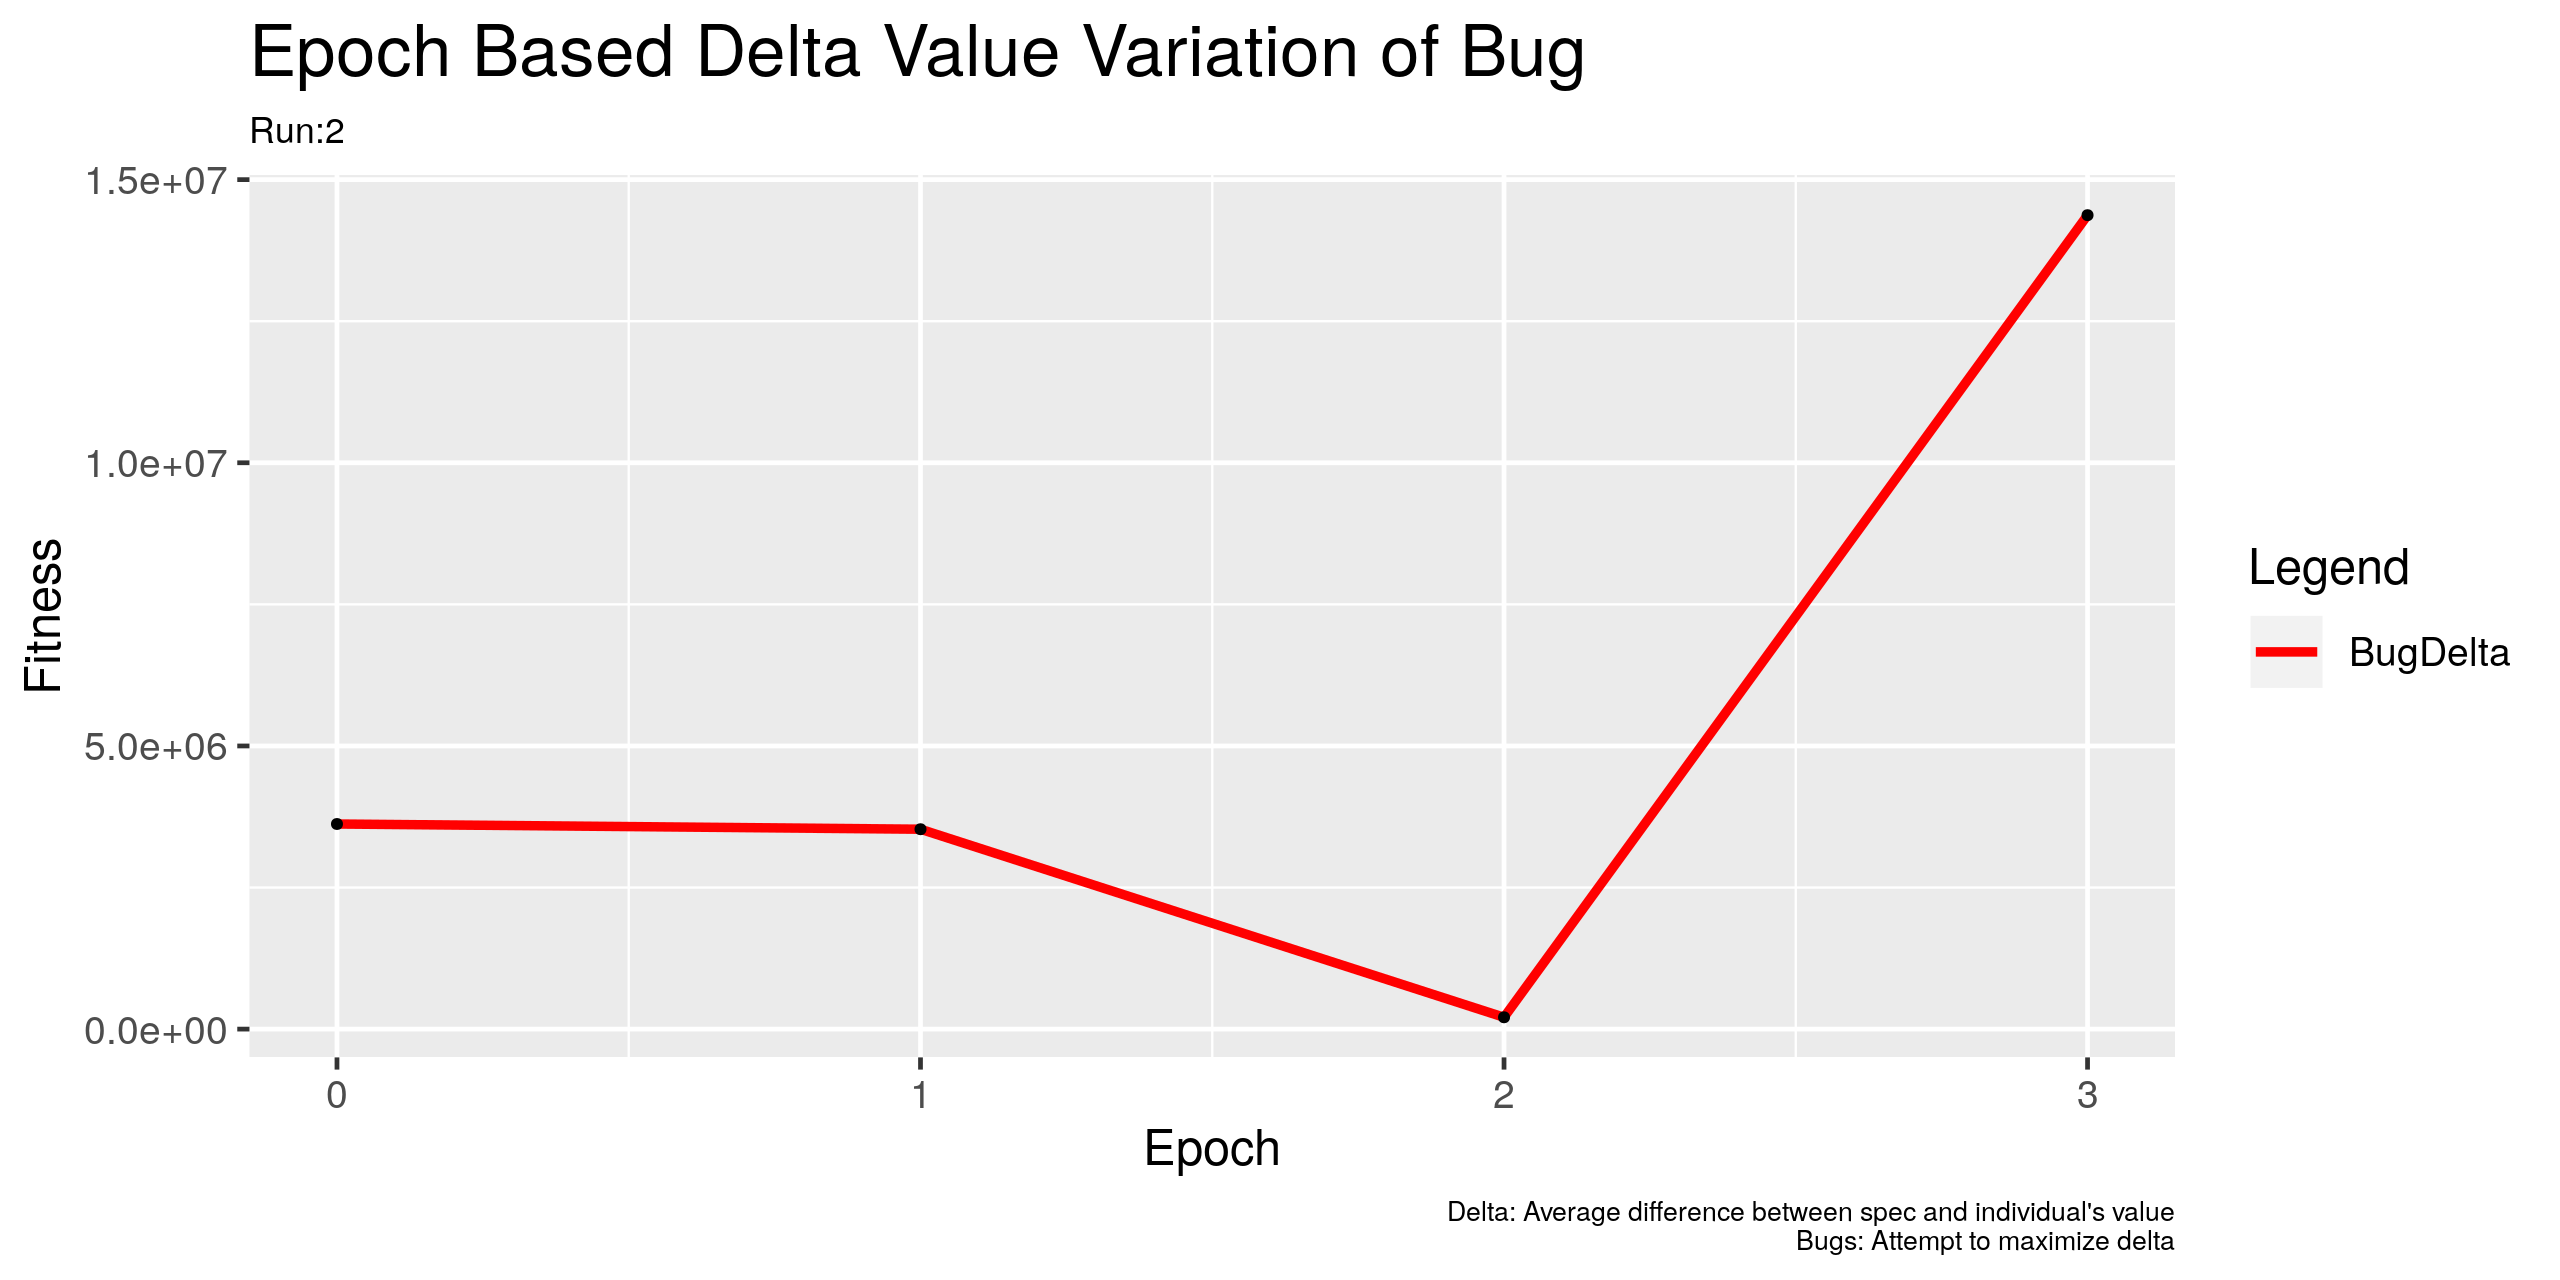 Epoch Based Delta Value Variation of Bug
Run:2
1.5e+07
1.0e+07
5.0e+06
0.0e+00
Fitness
0 1 2 3
Epoch
Legend
BugDelta
Delta: Average difference between spec and individual's value
Bugs: Attempt to maximize delta